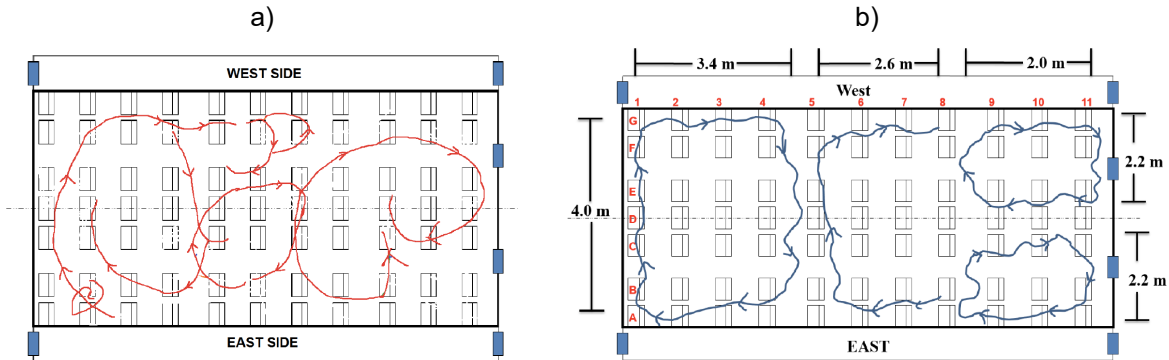 a)
WEST SIDE
EAST SIDE
b)
3.4 m
2.6 m
2.0 m
West
1 2 3 4 5 6 7 8 9 10 11
G
F
E
D
C
B
A
4.0 m
2.2 m
2.2 m
EAST